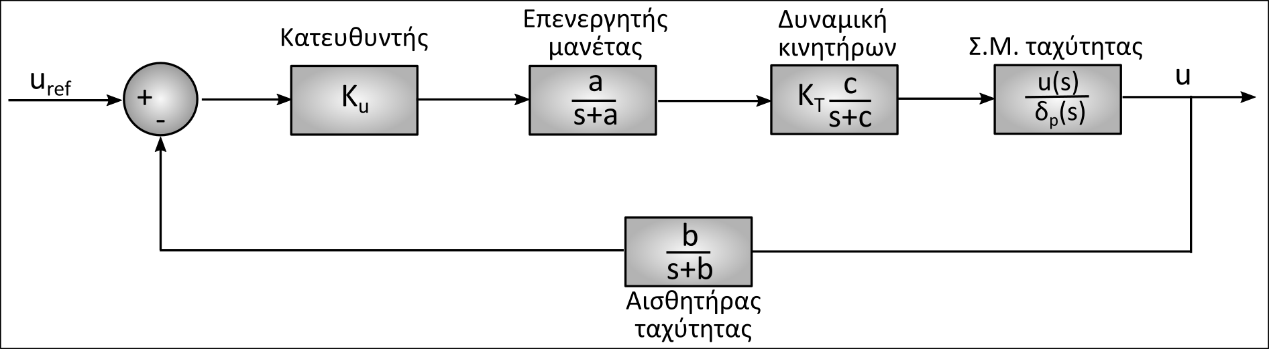 u_ref
+
-
Κατευθυντής
K_u
Επενεργητής
μανέτας
a
s+a
Δυναμική
κινητήρων
K_T c
s+c
Σ.Μ. ταχύτητας
u(s)
δ_p(s)
u
b
s+b
Αισθητήρας
ταχύτητας